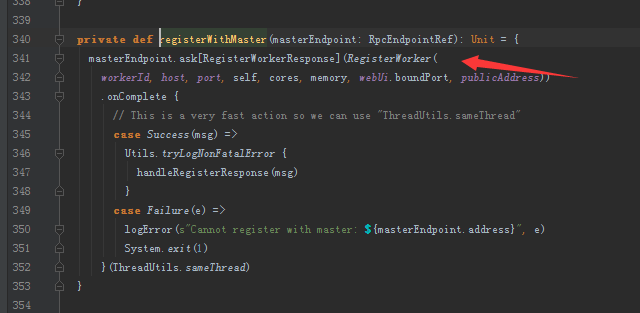 338 }
339
340 private def registerWithMaster(masterEndpoint: RpcEndpointRef): Unit = {
341 masterEndpoint.ask[RegisterWorkerResponse](RegisterWorker(
342 workerId, host, port, self, cores, memory, webUi.boundPort, publicAddress))
343 .onComplete {
344 // This is a very fast action so we can use "ThreadUtils.sameThread"
345 case Success(msg) =>
346 Utils.tryLogNonFatalError {
347 handleRegisterResponse(msg)
348 }
349 case Failure(e) =>
350 logError(s"Cannot register with master: ${masterEndpoint.address}", e)
351 System.exit(1)
352 }(ThreadUtils.sameThread)
353 }
354